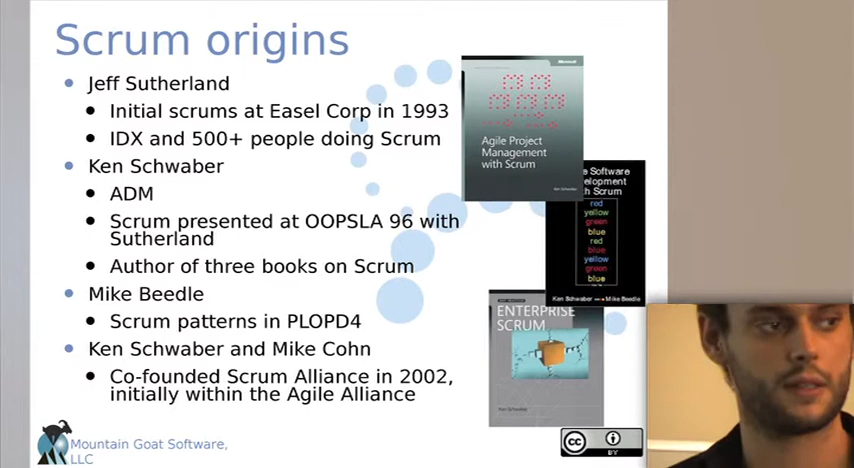 Scrum origins
Jeff Sutherland
Initial scrums at Easel Corp in 1993
IDX and 500+ people doing Scrum
Ken Schwaber
ADM
Scrum presented at OOPSLA 96 with
Sutherland
Author of three books on Scrum
Mike Beedle
Scrum patterns in PLOPD4
Ken Schwaber and Mike Cohn
Co-founded Scrum Alliance in 2002,
initially within the Agile Alliance
Mountain Goat Software,
LLC
Microsoft
Agile Project
Management
with Scrum
Ken Schwaber
e Software
elopment
h Scrum
red
yellow
green
blue
red
blue
yellow
green
blue
Ken Schwaber
Mike Beedle
ENTERPRISE
SCRUM
Ken Schwaber
cc
BY